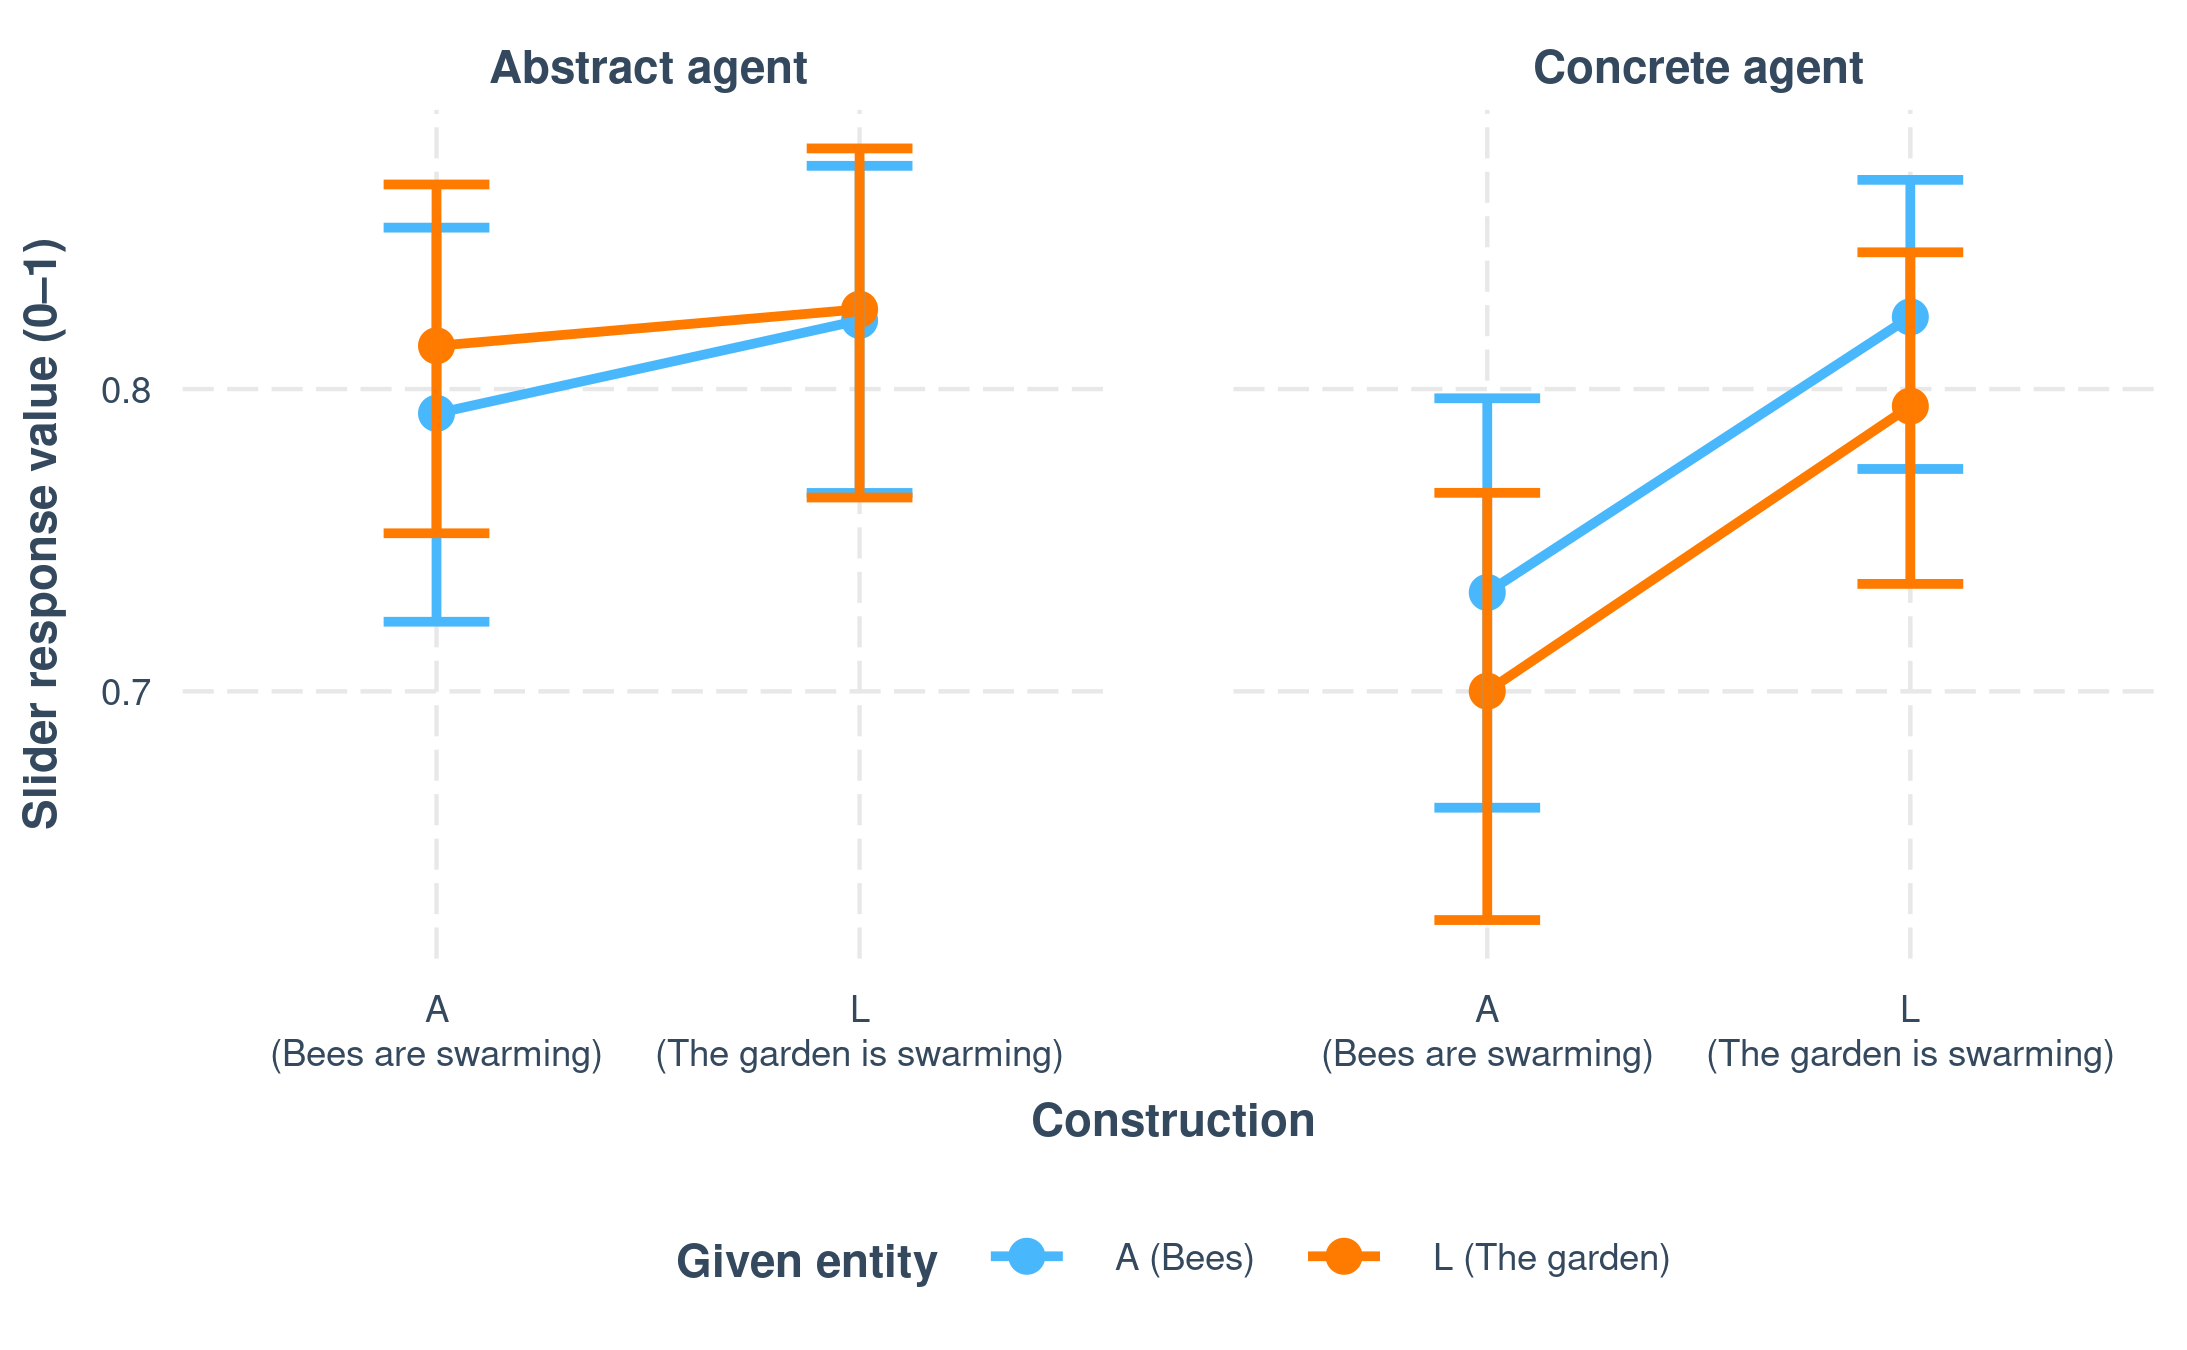 Abstract agent
Concrete agent
Slider response value (0–1)
0.8
0.7
A
(Bees are swarming)
L
(The garden is swarming)
A
(Bees are swarming)
L
(The garden is swarming)
Construction
Given entity
A (Bees)
L (The garden)